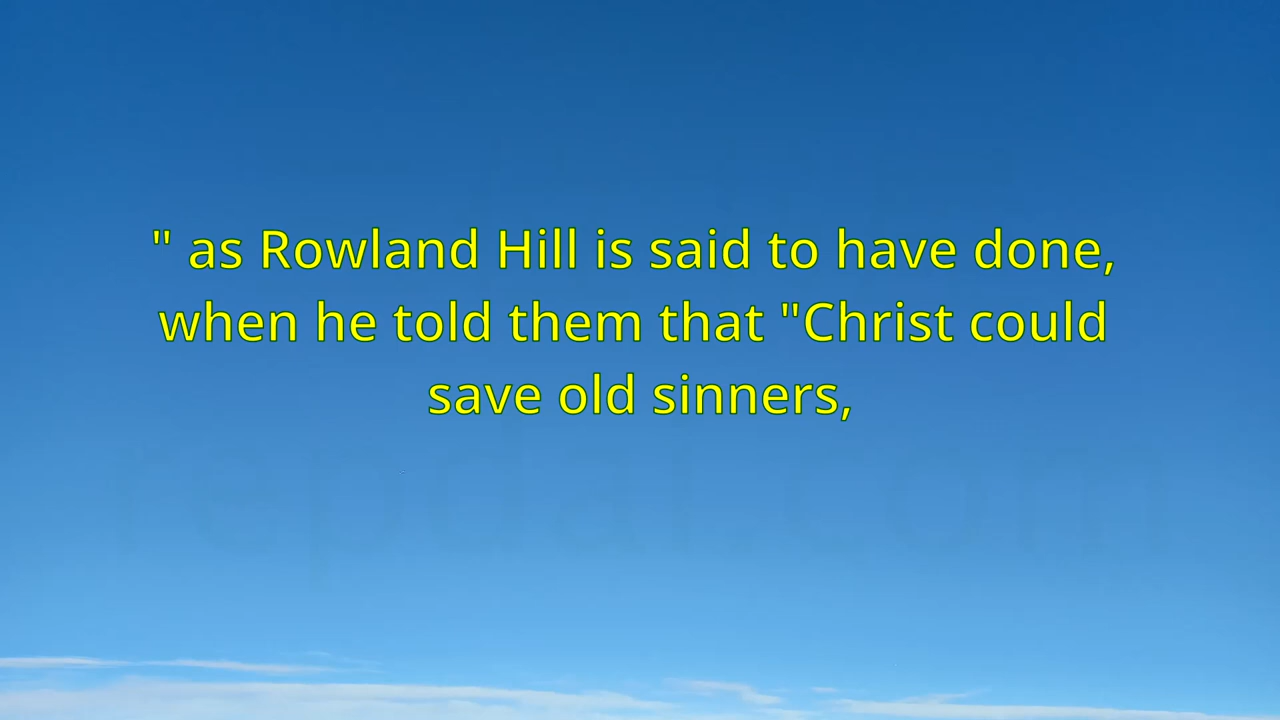 " as Rowland Hill is said to have done,
when he told them that "Christ could
save old sinners,